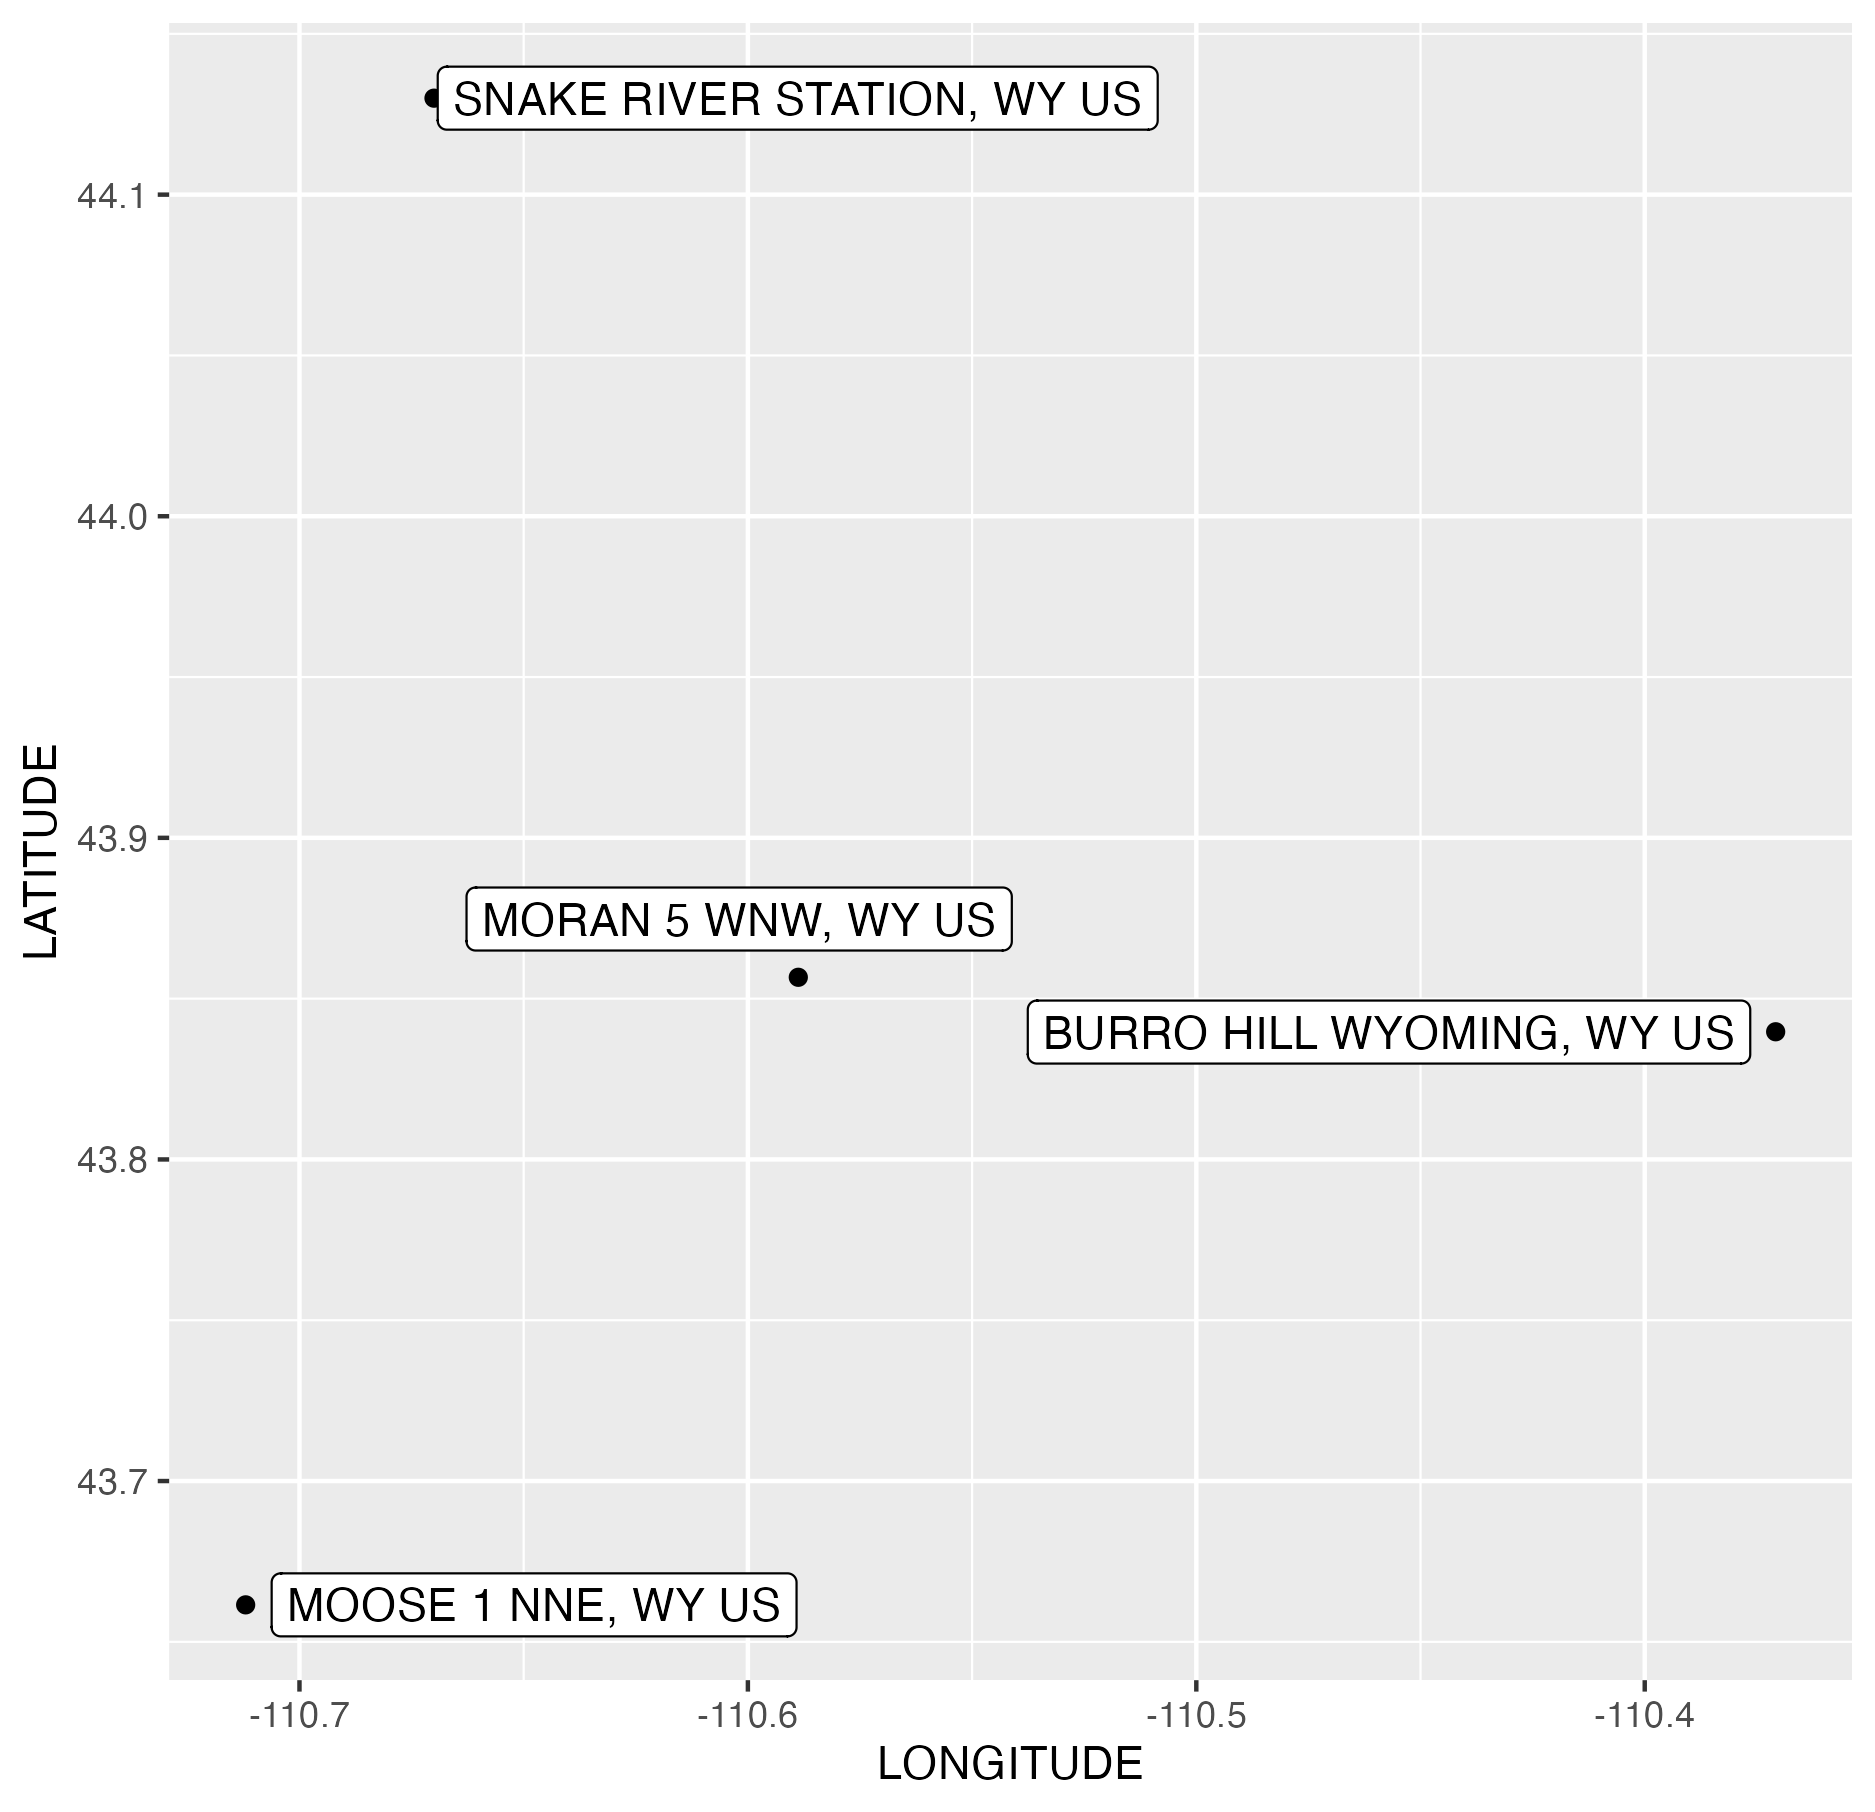 SNAKE RIVER STATION, WY US
44.1
44.0
43.9
MORAN 5 WNW, WY US
BURRO HILL WYOMING, WY US
43.8
43.7
MOOSE 1 NNE, WY US
LATITUDE
-110.7 -110.6 -110.5 -110.4
LONGITUDE